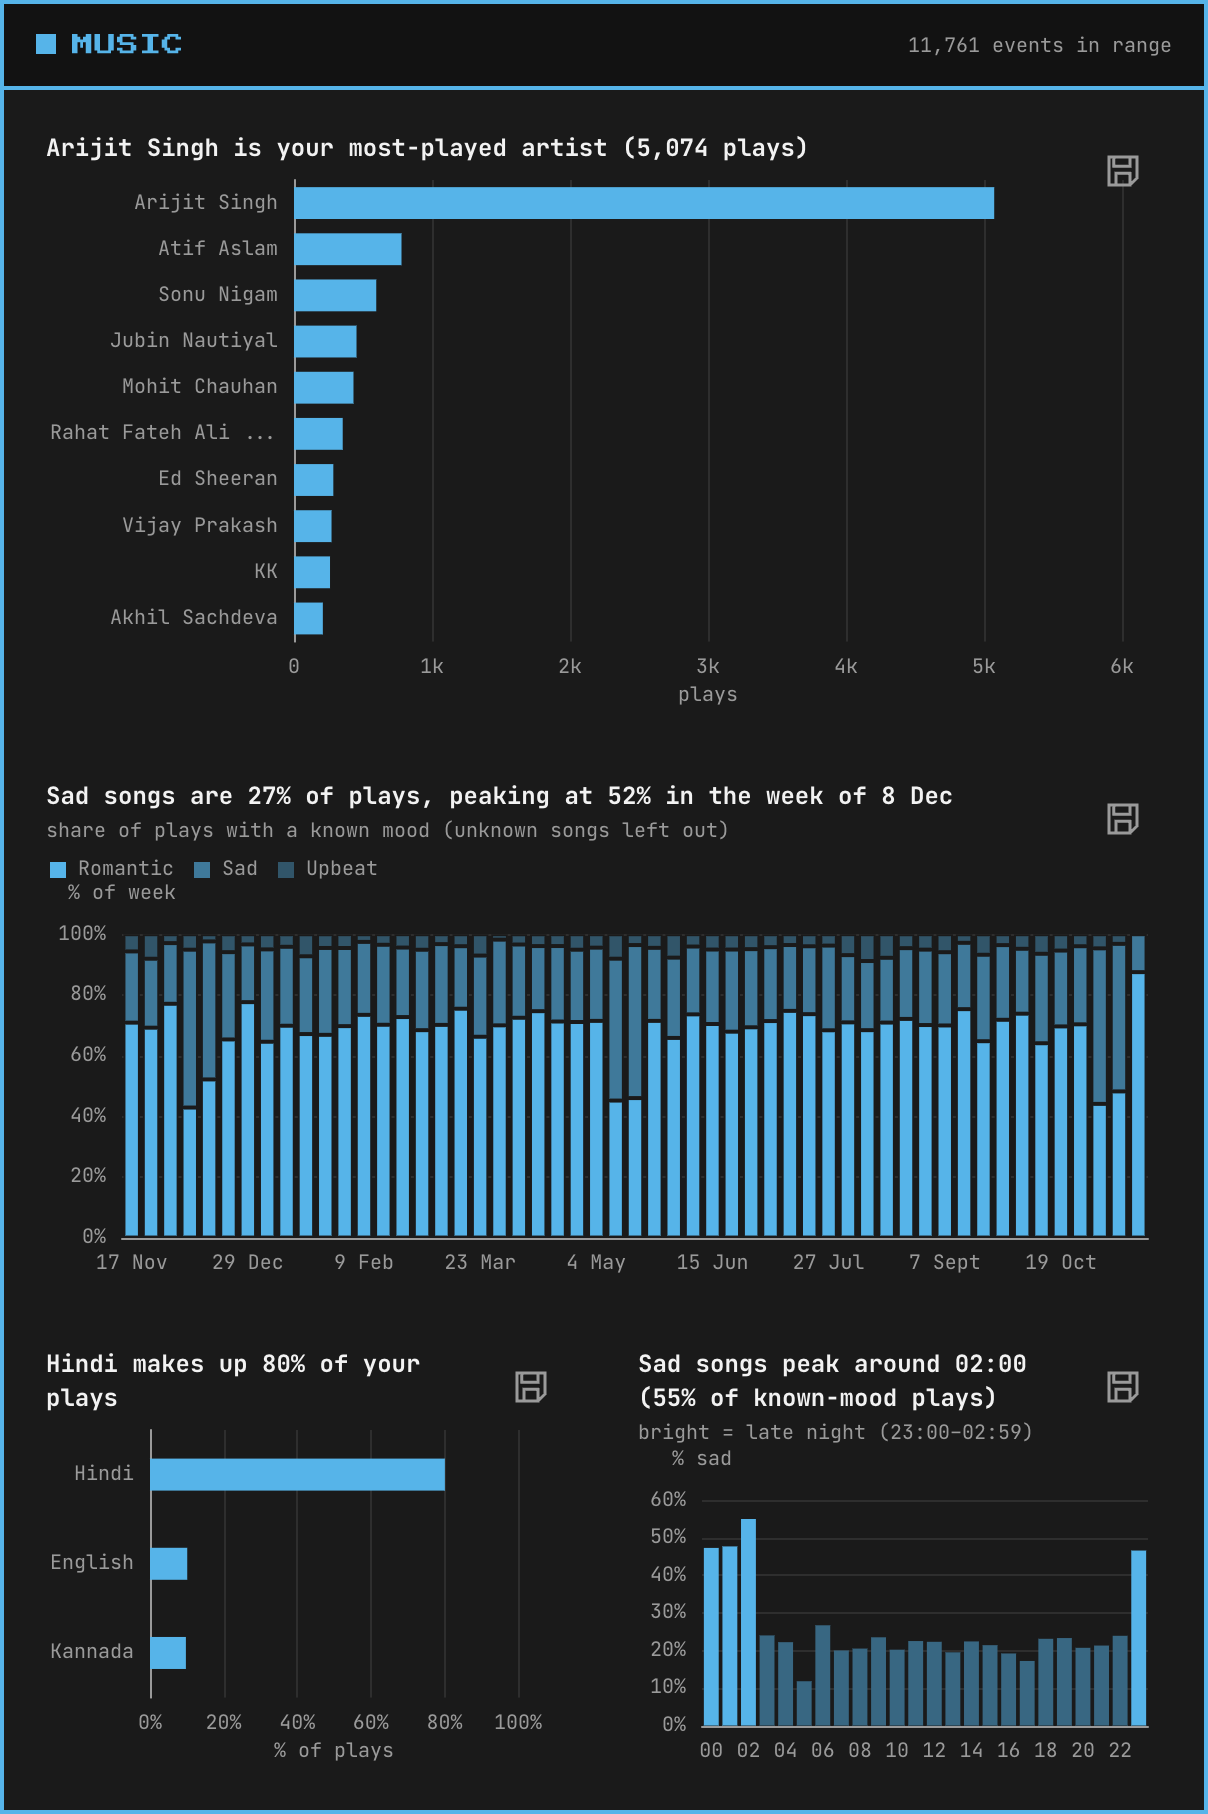 MUSIC
11,761 events in range
Arijit Singh is your most-played artist (5,074 plays)
Arijit Singh
Atif Aslam
Sonu Nigam
Jubin Nautiyal
Mohit Chauhan
Rahat Fateh Ali ...
Ed Sheeran
Vijay Prakash
KK
Akhil Sachdeva
0 1k 2k 3k 4k 5k 6k
plays
Sad songs are 27% of plays, peaking at 52% in the week of 8 Dec
share of plays with a known mood (unknown songs left out)
Romantic Sad Upbeat
% of week
100%
80%
60%
40%
20%
0%
17 Nov 29 Dec 9 Feb 23 Mar 4 May 15 Jun 27 Jul 7 Sept 19 Oct
Hindi makes up 80% of your
plays
Hindi
English
Kannada
0% 20% 40% 60% 80% 100%
% of plays
Sad songs peak around 02:00
(55% of known-mood plays)
bright = late night (23:00–02:59)
% sad
60%
50%
40%
30%
20%
10%
0%
00 02 04 06 08 10 12 14 16 18 20 22